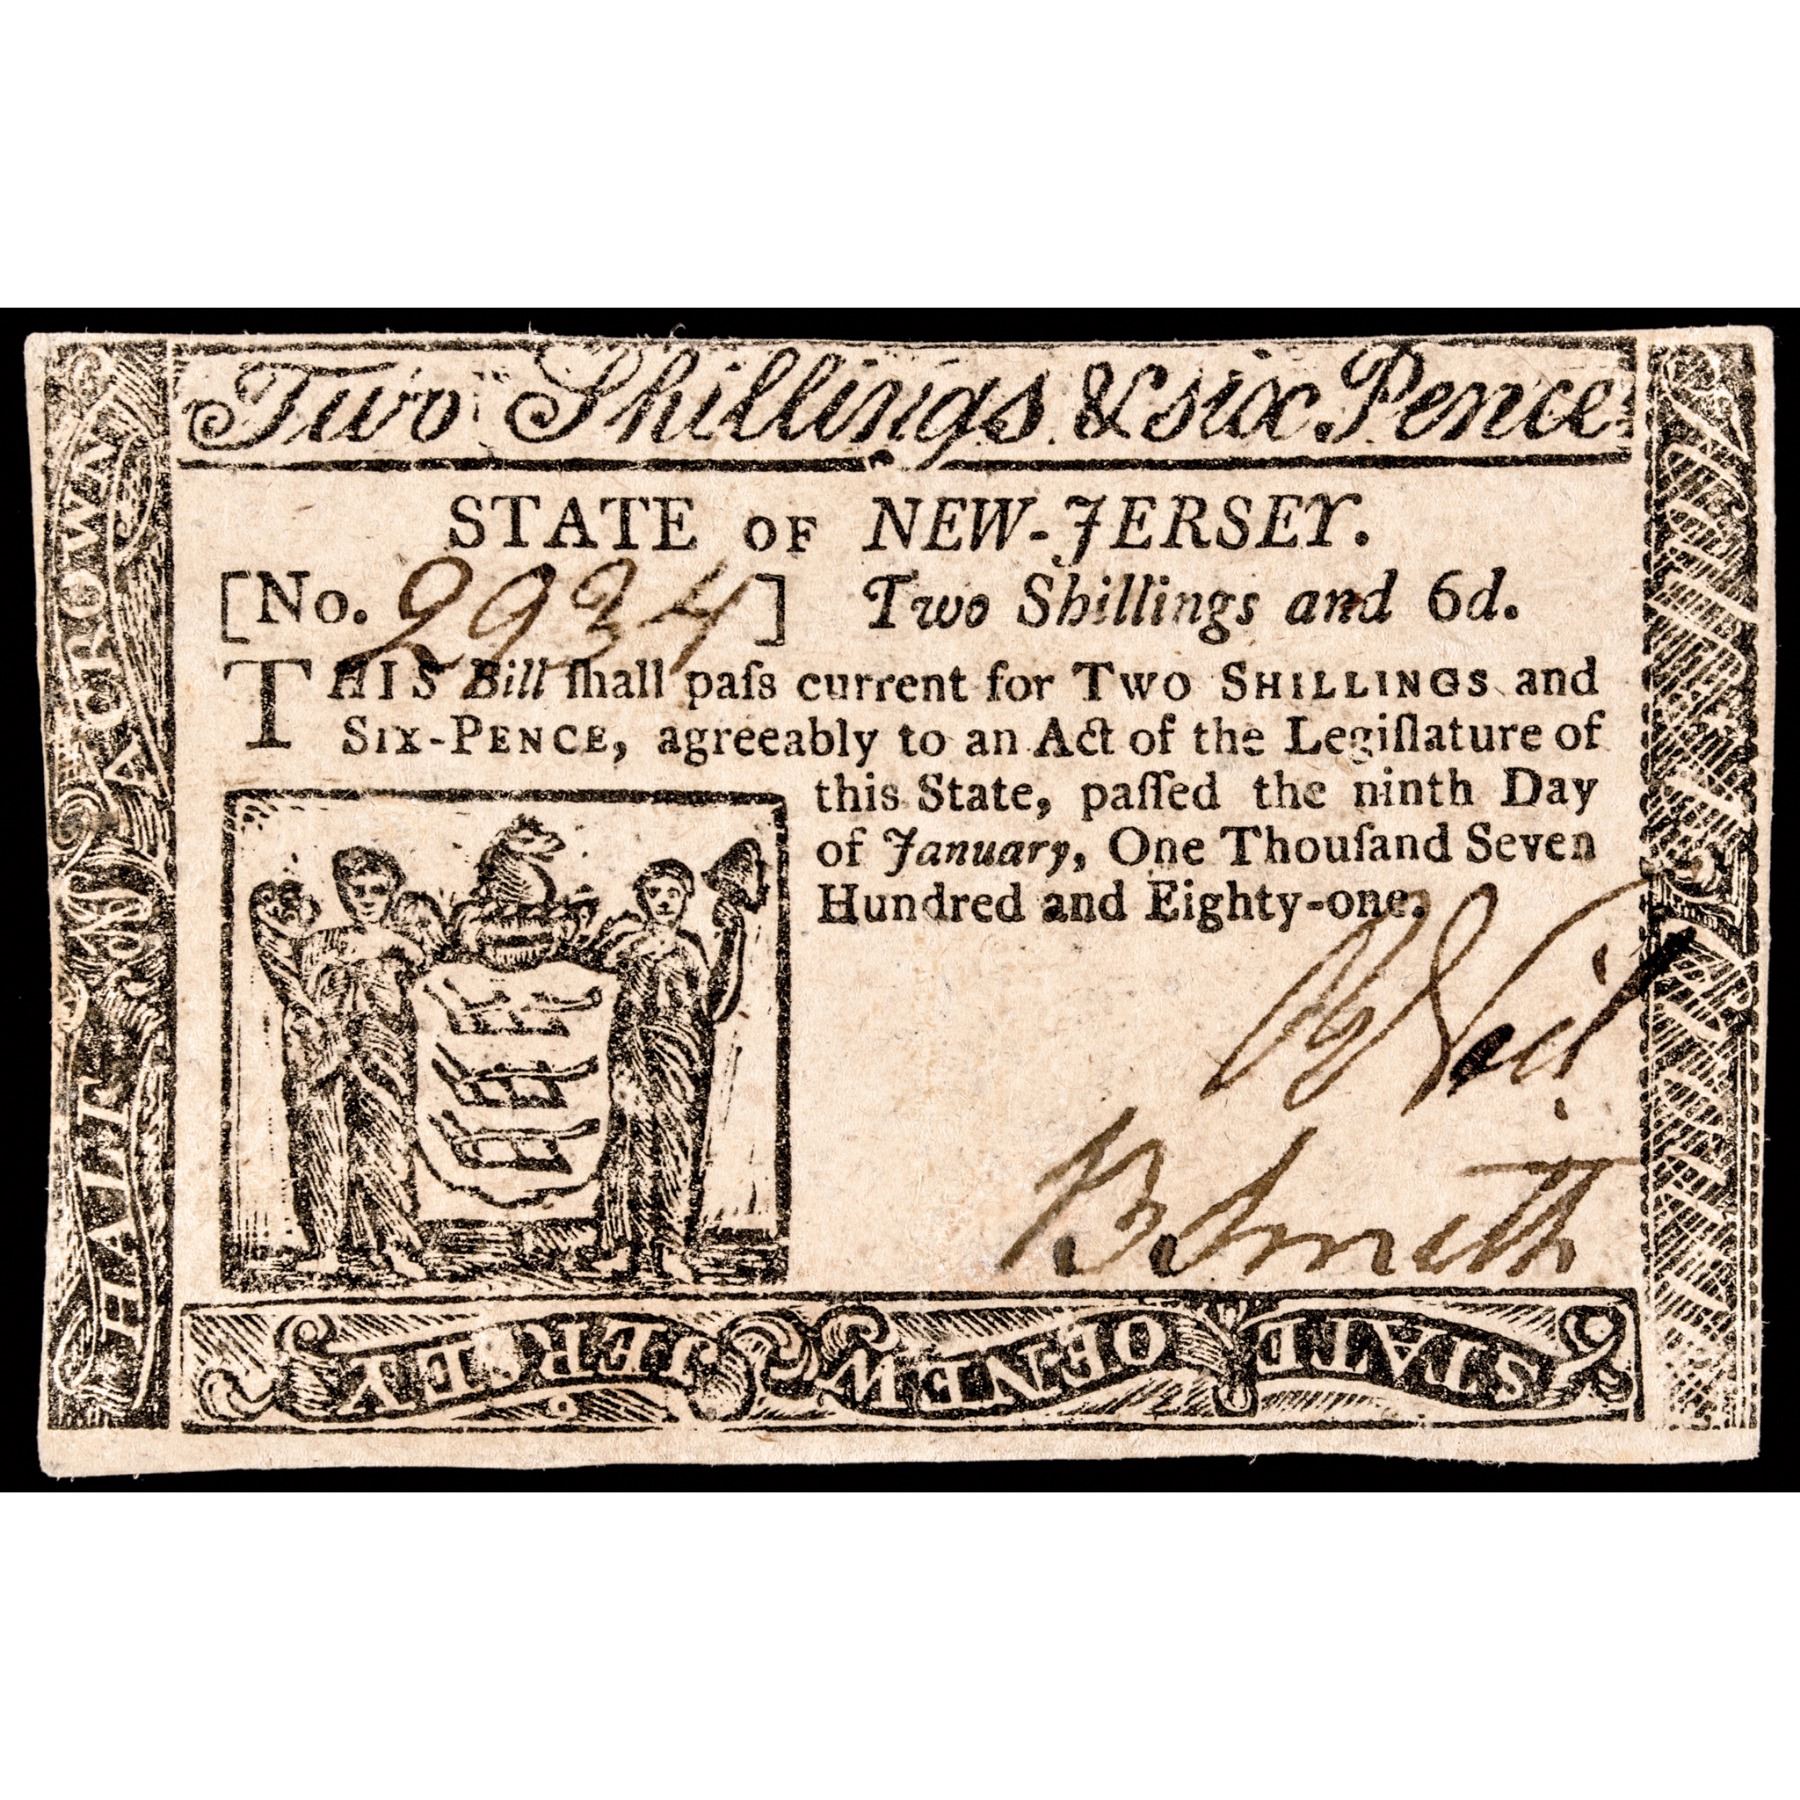 Two Shillings & six Pence
STATE OF NEW-JERSEY.
[No. 2934] Two Shillings and 6d.
THIS Bill ſhall paſs current for TWO SHILLINGS and
SIX-PENCE, agreeably to an Act of the Legiſlature of
this State, paſſed the ninth Day
of January, One Thouſand Seven
Hundred and Eighty-one.
B Smith
HALF A CROWN
STATE OF NEW JERSEY